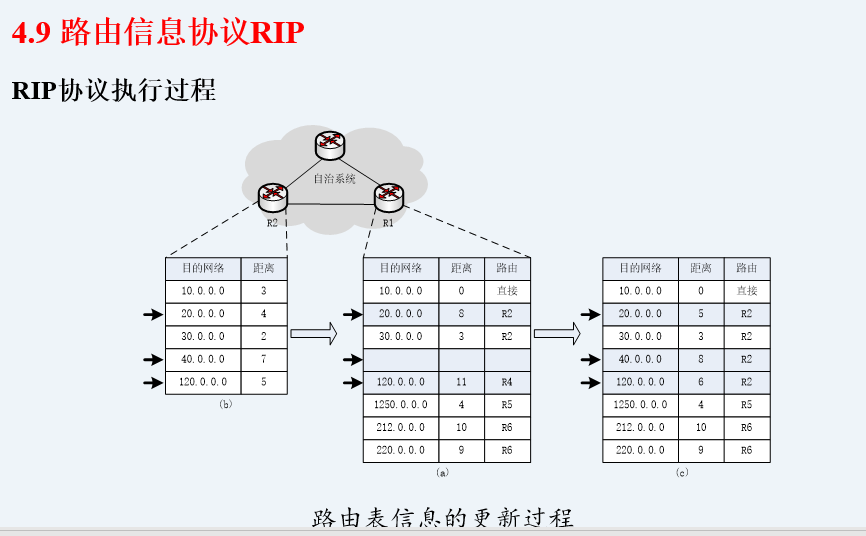 4.9 路由信息协议RIP
RIP协议执行过程
自治系统
R2 R1
目的网络 距离
10.0.0.0 3
20.0.0.0 4
30.0.0.0 2
40.0.0.0 7
120.0.0.0 5
(b)
目的网络 距离 路由
10.0.0.0 0 直接
20.0.0.0 8 R2
30.0.0.0 3 R2
120.0.0.0 11 R4
1250.0.0.0 4 R5
212.0.0.0 10 R6
220.0.0.0 9 R6
(a)
目的网络 距离 路由
10.0.0.0 0 直接
20.0.0.0 5 R2
30.0.0.0 3 R2
40.0.0.0 8 R2
120.0.0.0 6 R2
1250.0.0.0 4 R5
212.0.0.0 10 R6
220.0.0.0 9 R6
(c)
路由表信息的更新过程